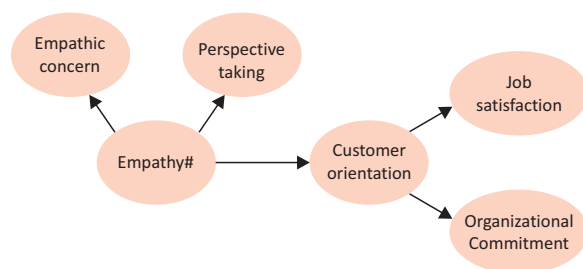 Empathic
concern
Perspective
taking
Job
satisfaction
Empathy#
Customer
orientation
Organizational
Commitment